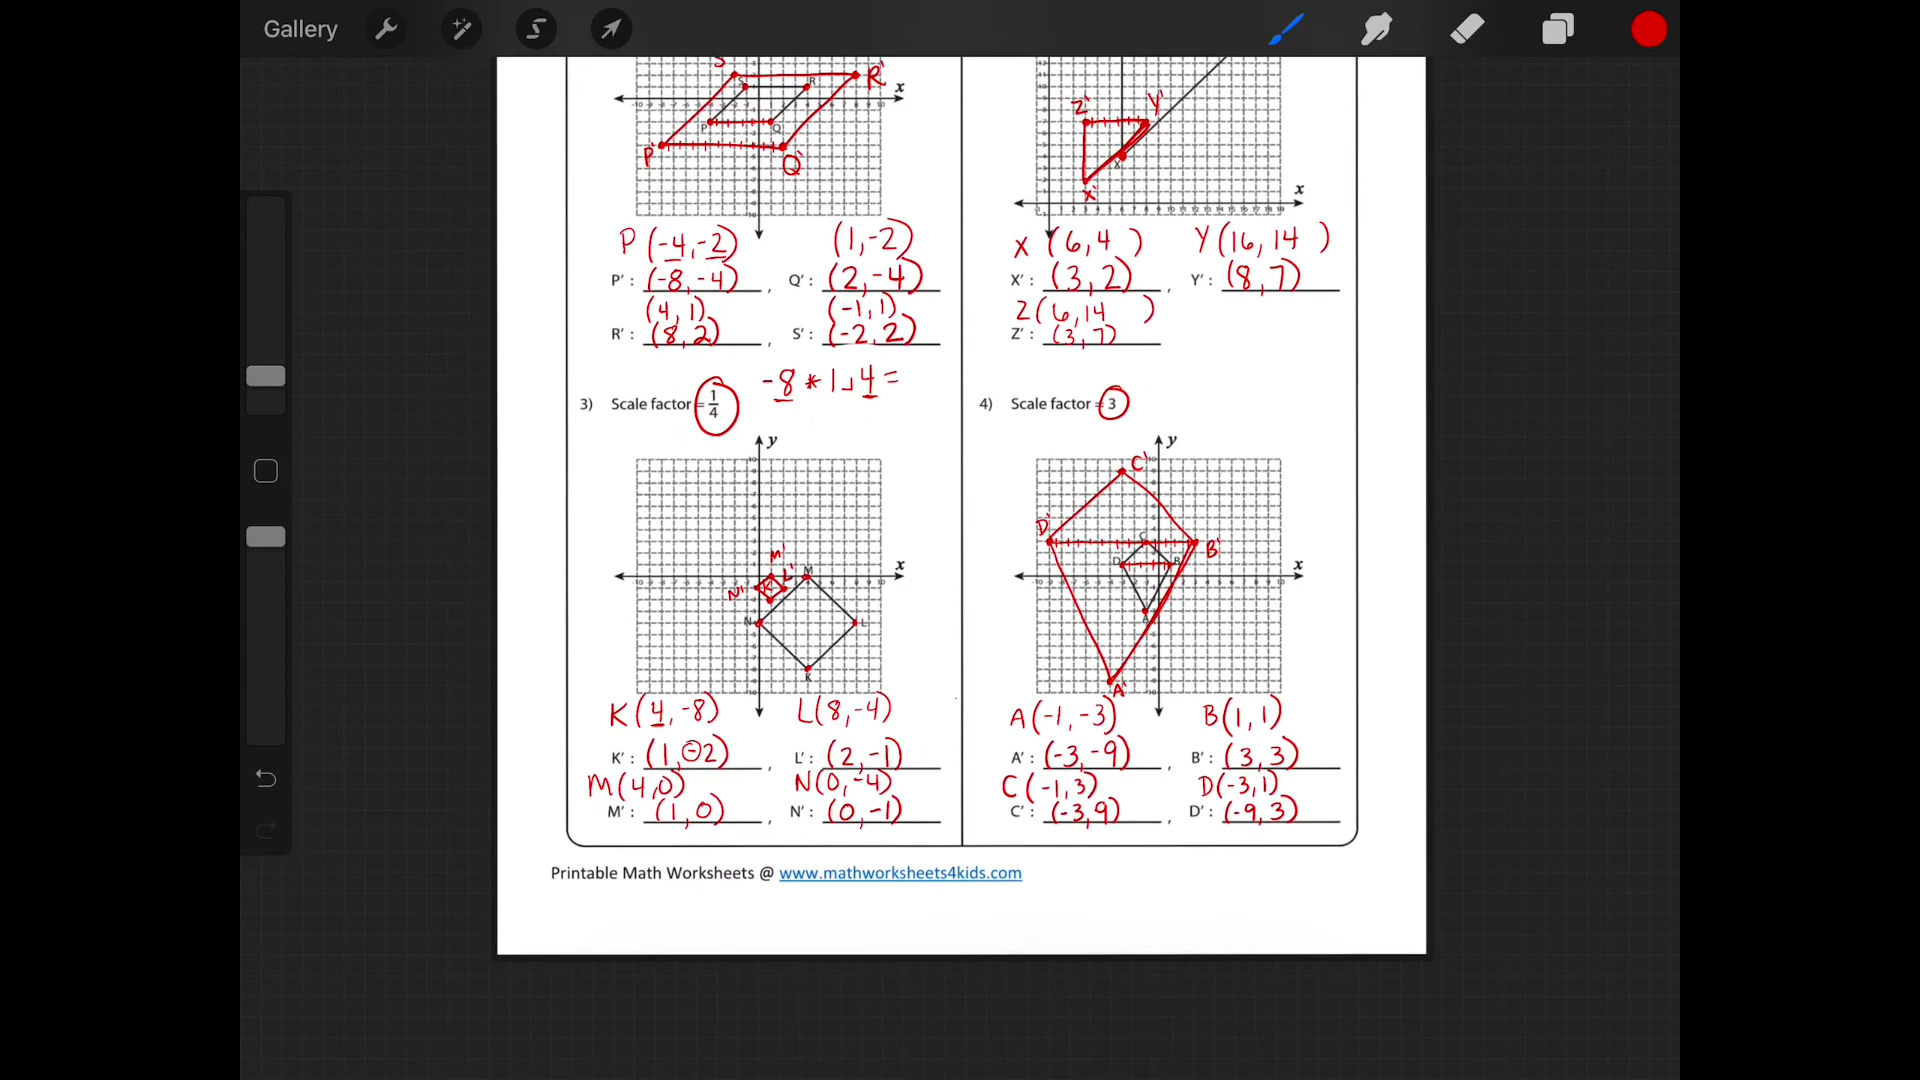 Gallery
S R' x
S R
P Q
P' Q'
Z' Y'
X
X' x
P (-4, -2) (1, -2)
P' : (-8, -4) , Q' : (2, -4)
(4, 1) (-1, 1)
R' : (8, 2) , S' : (-2, 2)
X (6, 4 ) Y (16, 14 )
X' : (3, 2) , Y' : (8, 7)
Z (6, 14 )
Z' : (3, 7)
-8 * 1 ⌟ 4 =
3) Scale factor = 1/4
y
x
M'
L' M
N' K'
N L
K
K (4, -8) L (8, -4)
K' : (1, -2) , L' : (2, -1)
M (4, 0) N (0, -4)
M' : (1, 0) , N' : (0, -1)
4) Scale factor = 3
y
C'
D' C B'
D B x
A
A'
A (-1, -3) B (1, 1)
A' : (-3, -9) , B' : (3, 3)
C (-1, 3) D (-3, 1)
C' : (-3, 9) , D' : (-9, 3)
Printable Math Worksheets @ www.mathworksheets4kids.com